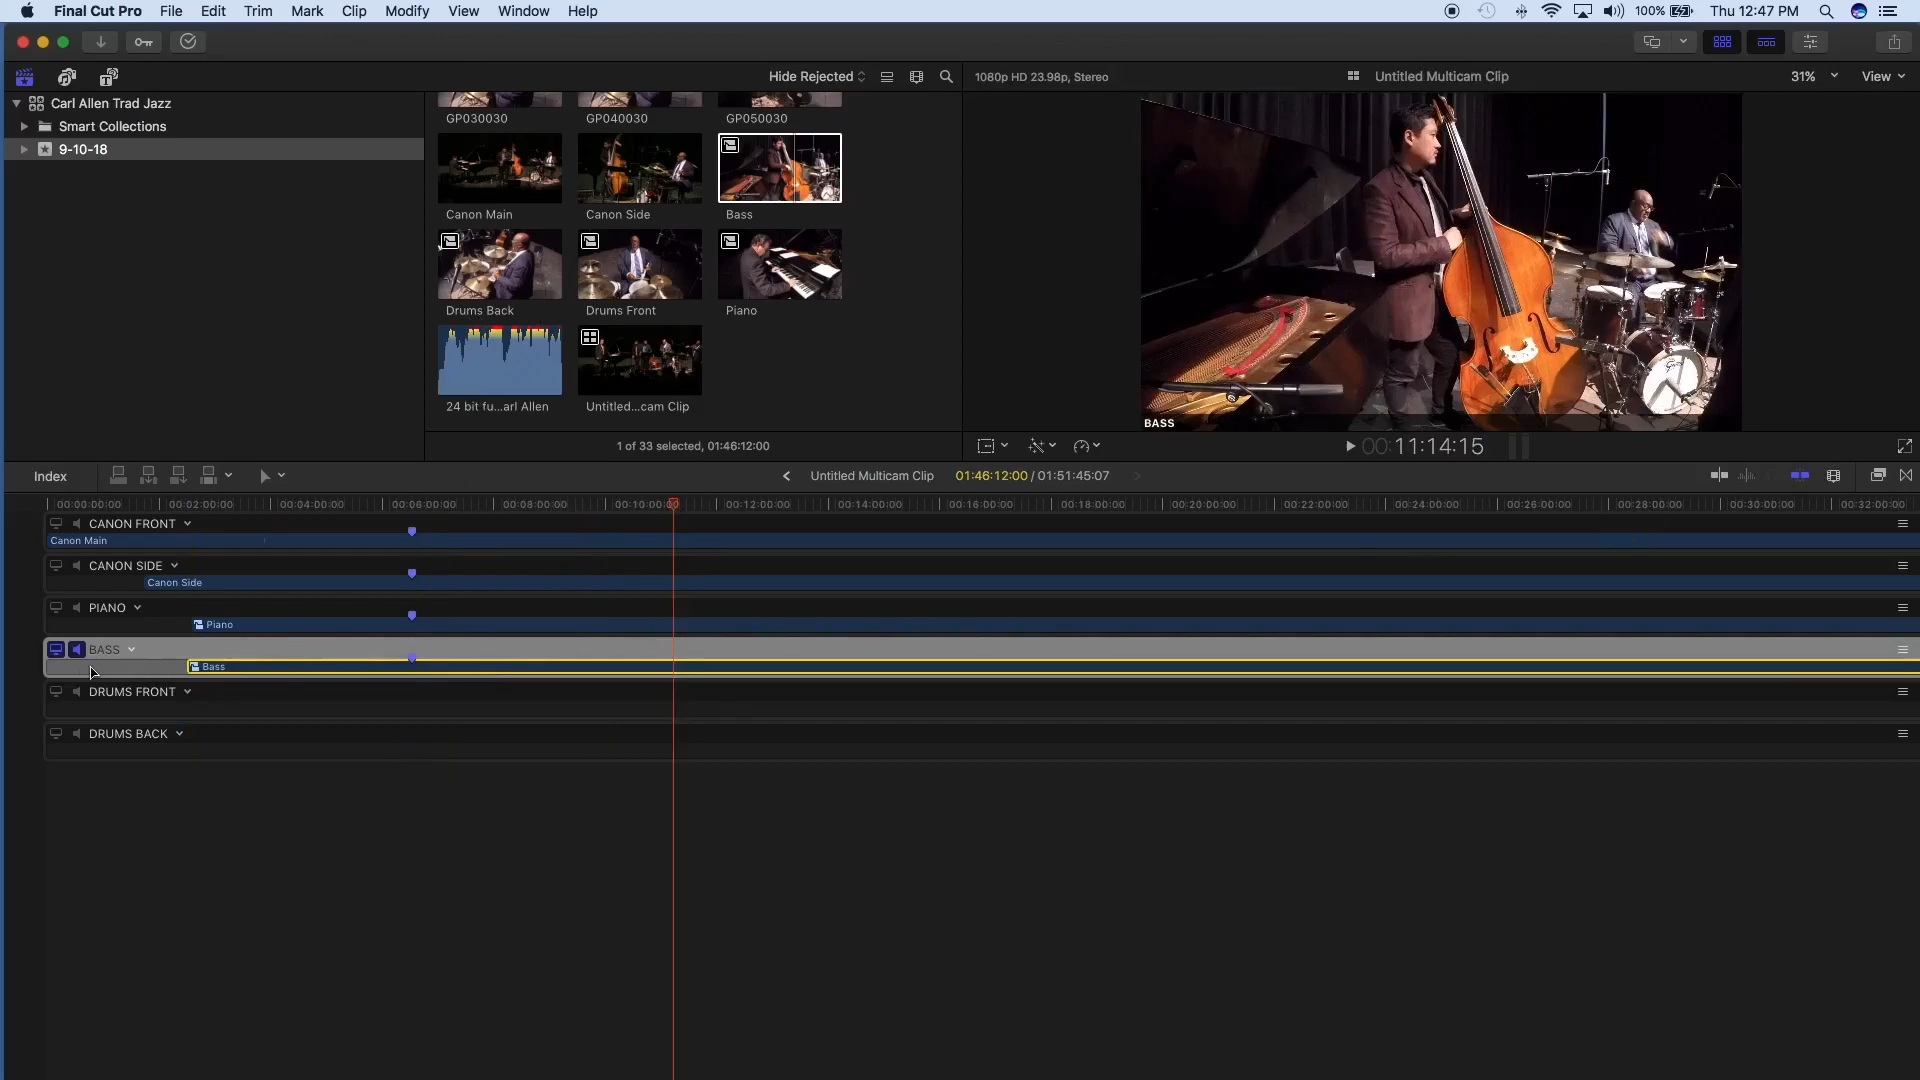 Final Cut Pro File Edit Trim Mark Clip Modify View Window Help 100% Thu 12:47 PM
Hide Rejected 1080p HD 23.98p, Stereo Untitled Multicam Clip 31% View
Carl Allen Trad Jazz
Smart Collections
9-10-18
GP030030 GP040030 GP050030
Canon Main Canon Side Bass
Drums Back Drums Front Piano
24 bit fu...arl Allen Untitled...cam Clip
BASS
1 of 33 selected, 01:46:12:00 00:11:14:15
Index Untitled Multicam Clip 01:46:12:00 / 01:51:45:07
00:00:00:00 00:02:00:00 00:04:00:00 00:06:00:00 00:08:00:00 00:10:00:00 00:12:00:00 00:14:00:00 00:16:00:00 00:18:00:00 00:20:00:00 00:22:00:00 00:24:00:00 00:26:00:00 00:28:00:00 00:30:00:00 00:32:00:00
CANON FRONT
Canon Main
CANON SIDE
Canon Side
PIANO
Piano
BASS
Bass
DRUMS FRONT
DRUMS BACK